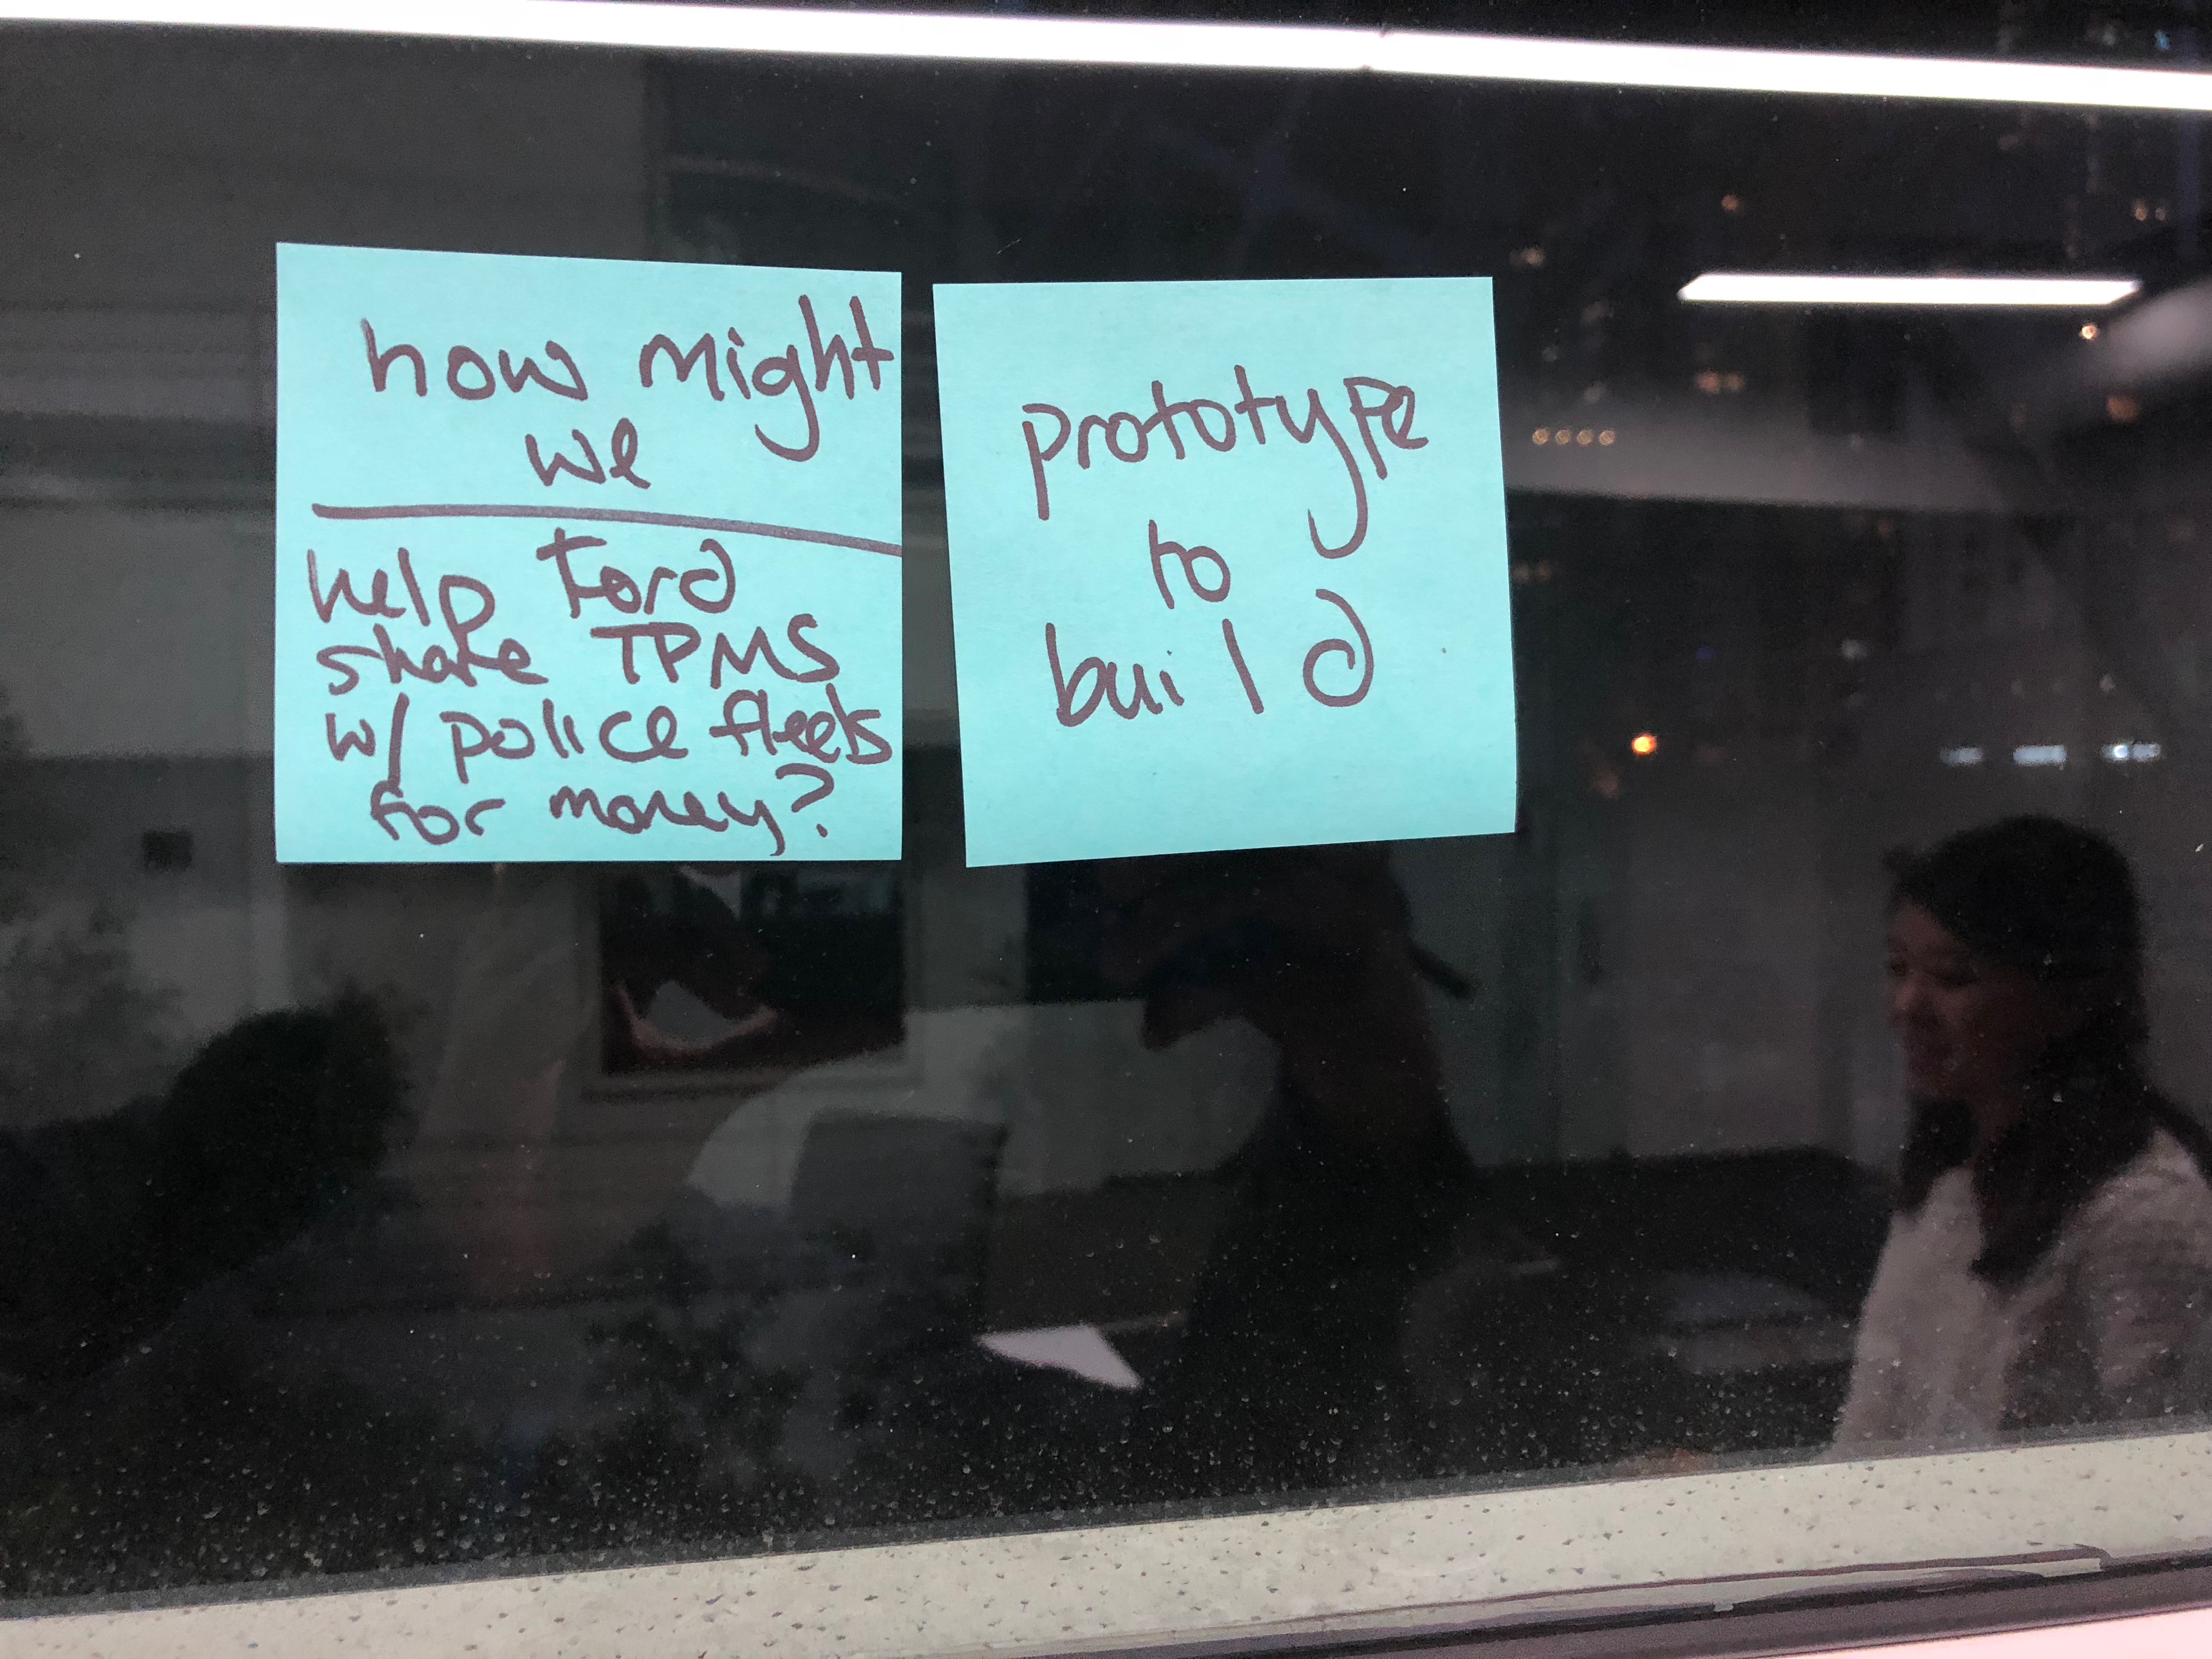 how might
we
help Ford
share TPMS
w/ police fleets
for money?
prototype
to
build